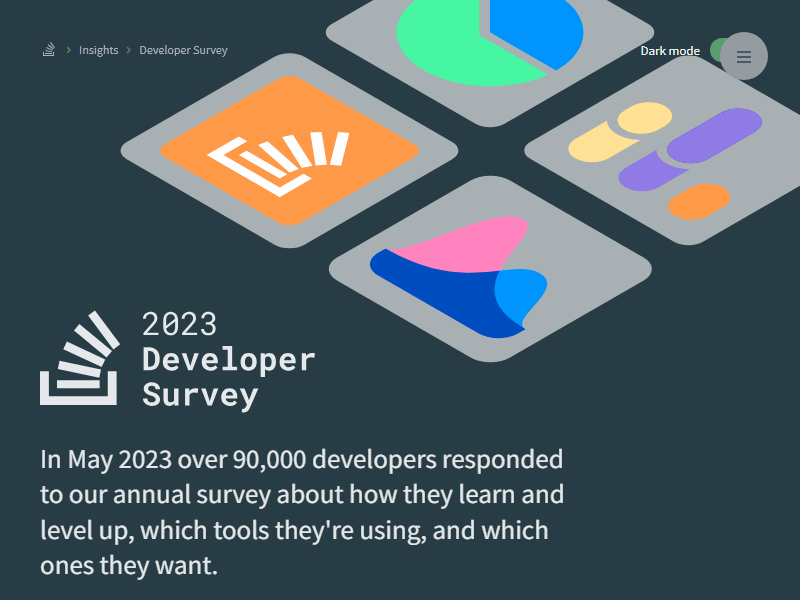 Insights
Developer Survey
Dark mode
2023
Developer
Survey
In May 2023 over 90,000 developers responded
to our annual survey about how they learn and
level up, which tools they're using, and which
ones they want.